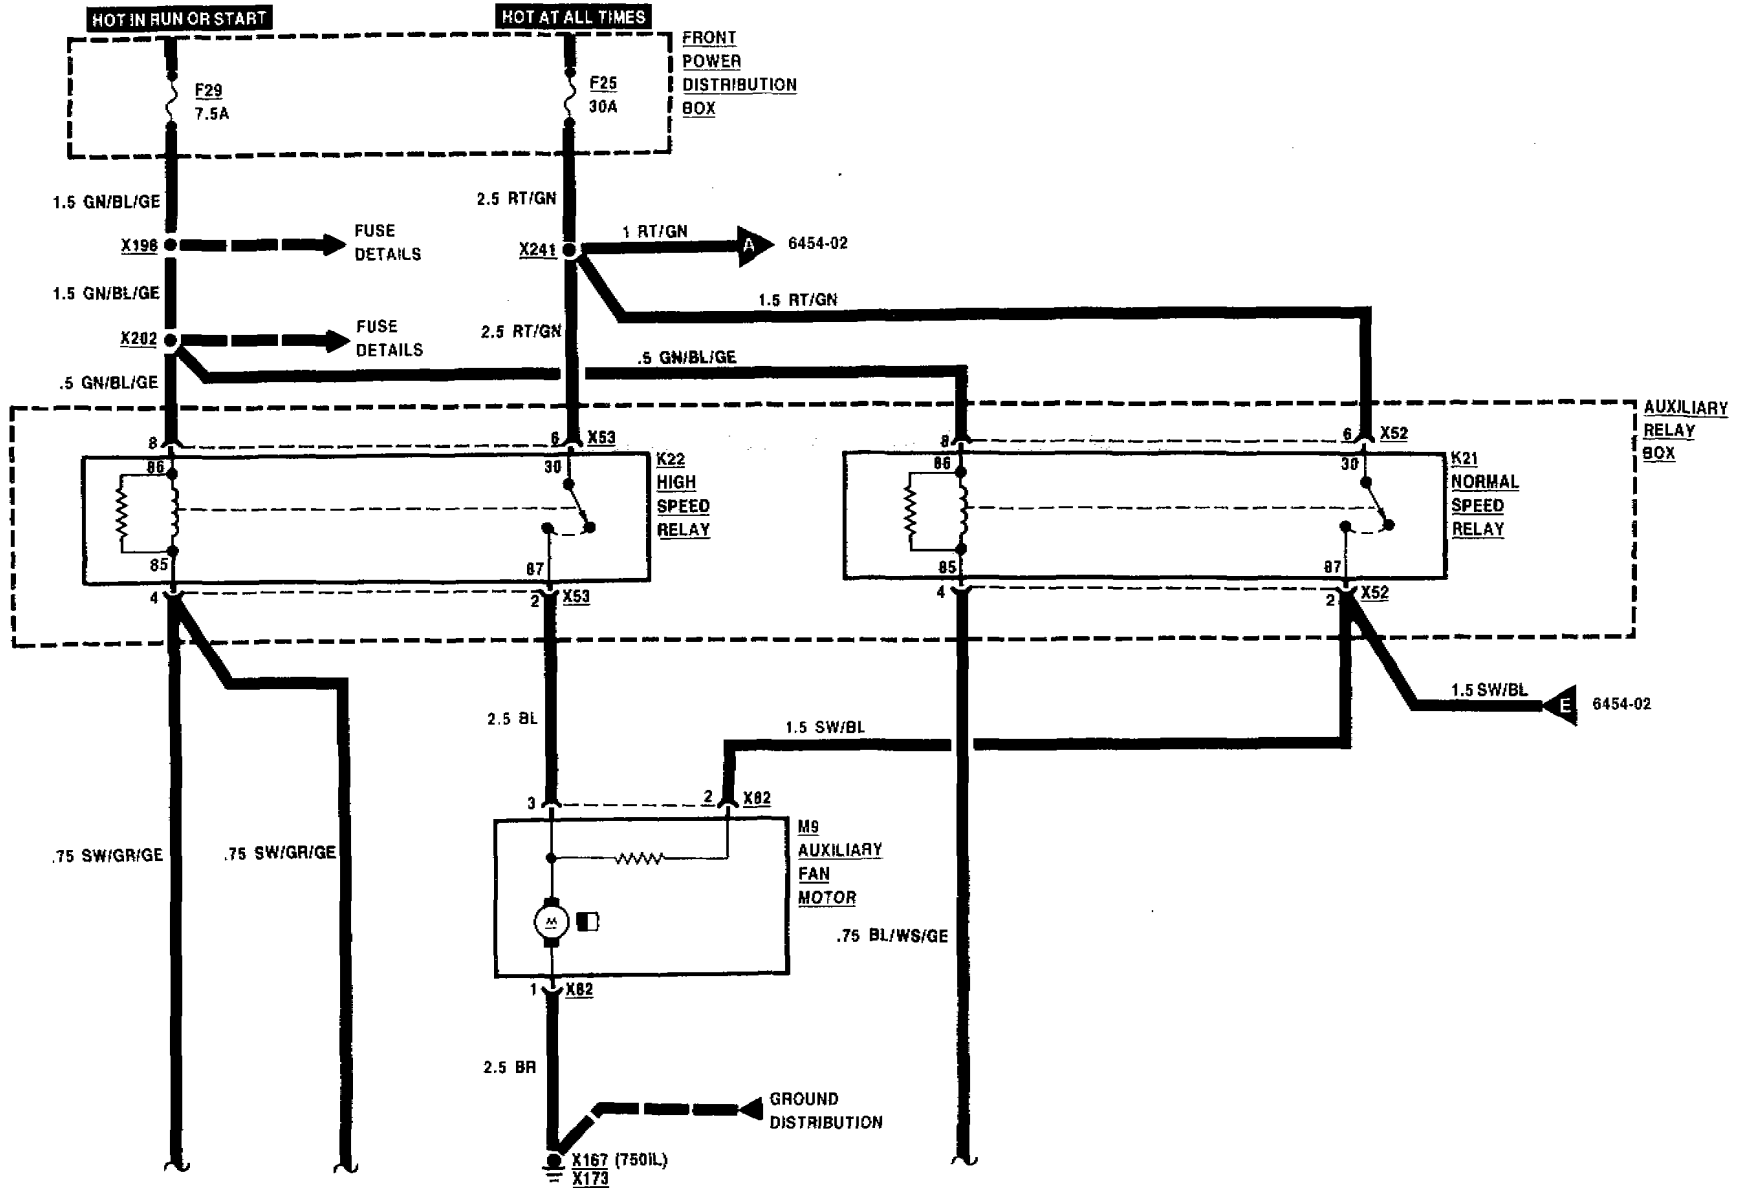 HOT IN RUN OR START
HOT AT ALL TIMES
FRONT
POWER
DISTRIBUTION
BOX
F29
7.5A
F25
30A
1.5 GN/BL/GE
2.5 RT/GN
X198
FUSE
DETAILS
X241
1 RT/GN
A
6454-02
1.5 GN/BL/GE
1.5 RT/GN
X202
FUSE
DETAILS
2.5 RT/GN
.5 GN/BL/GE
.5 GN/BL/GE
AUXILIARY
RELAY
BOX
8
6
X53
8
6
X52
86
30
K22
HIGH
SPEED
RELAY
86
30
K21
NORMAL
SPEED
RELAY
85
87
85
87
4
2
X53
4
2
X52
2.5 BL
1.5 SW/BL
1.5 SW/BL
E
6454-02
3
2
X82
M9
AUXILIARY
FAN
MOTOR
M
.75 SW/GR/GE
.75 SW/GR/GE
.75 BL/WS/GE
1
X82
2.5 BR
GROUND
DISTRIBUTION
X167 (750iL)
X173